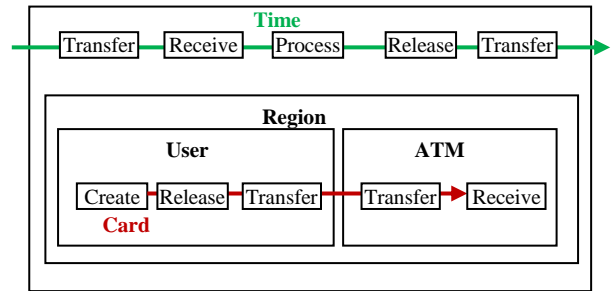 Time
Transfer Receive Process Release Transfer
Region
User ATM
Create Release Transfer Transfer Receive
Card